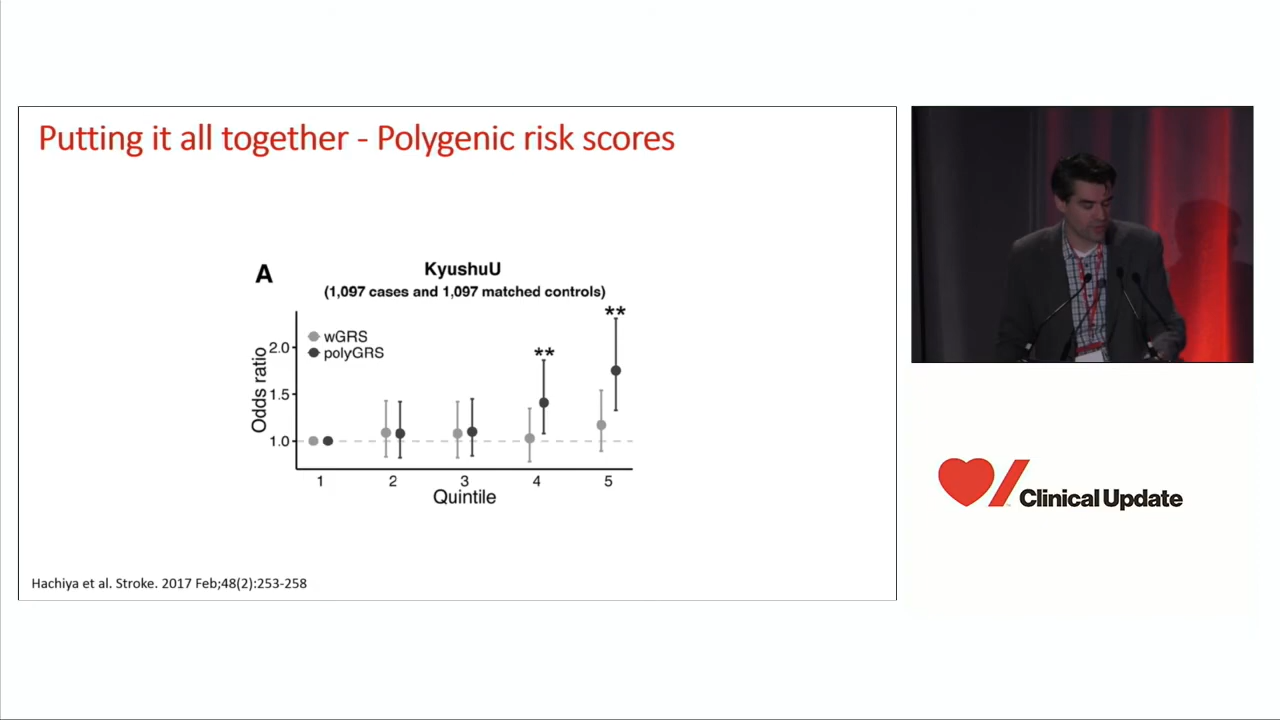 Putting it all together - Polygenic risk scores
A
KyushuU
(1,097 cases and 1,097 matched controls)
**
**
wGRS
polyGRS
Odds ratio
2.0
1.5
1.0
1 2 3 4 5
Quintile
Hachiya et al. Stroke. 2017 Feb;48(2):253-258
Clinical Update